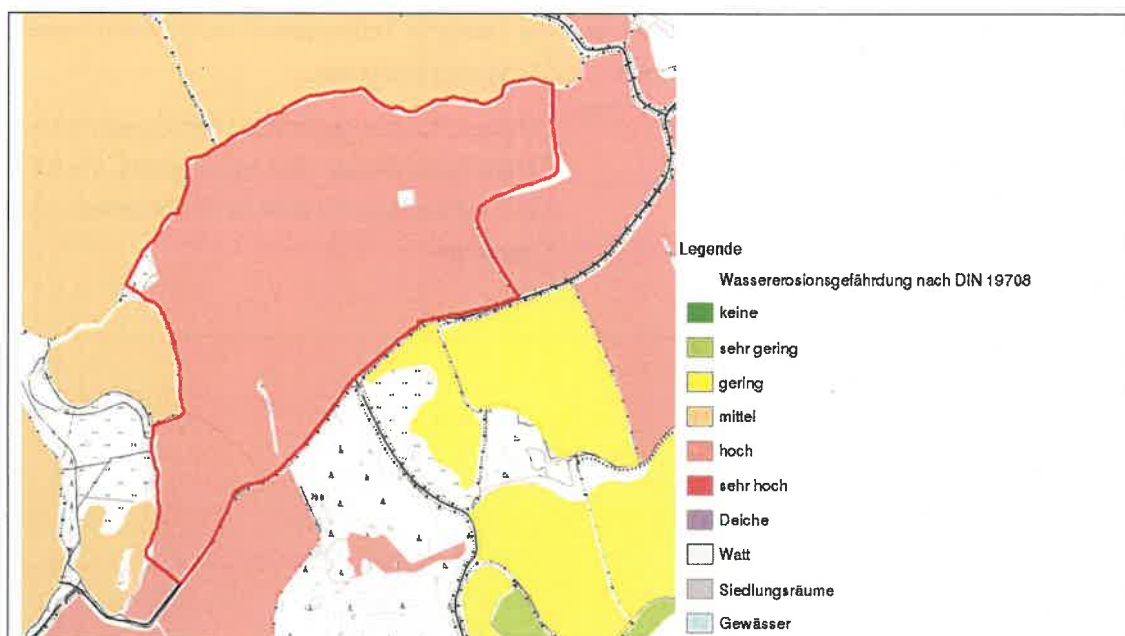 Legende
Wassererosionsgefährdung nach DIN 19708
keine
sehr gering
gering
mittel
hoch
sehr hoch
Deiche
Watt
Siedlungsräume
Gewässer